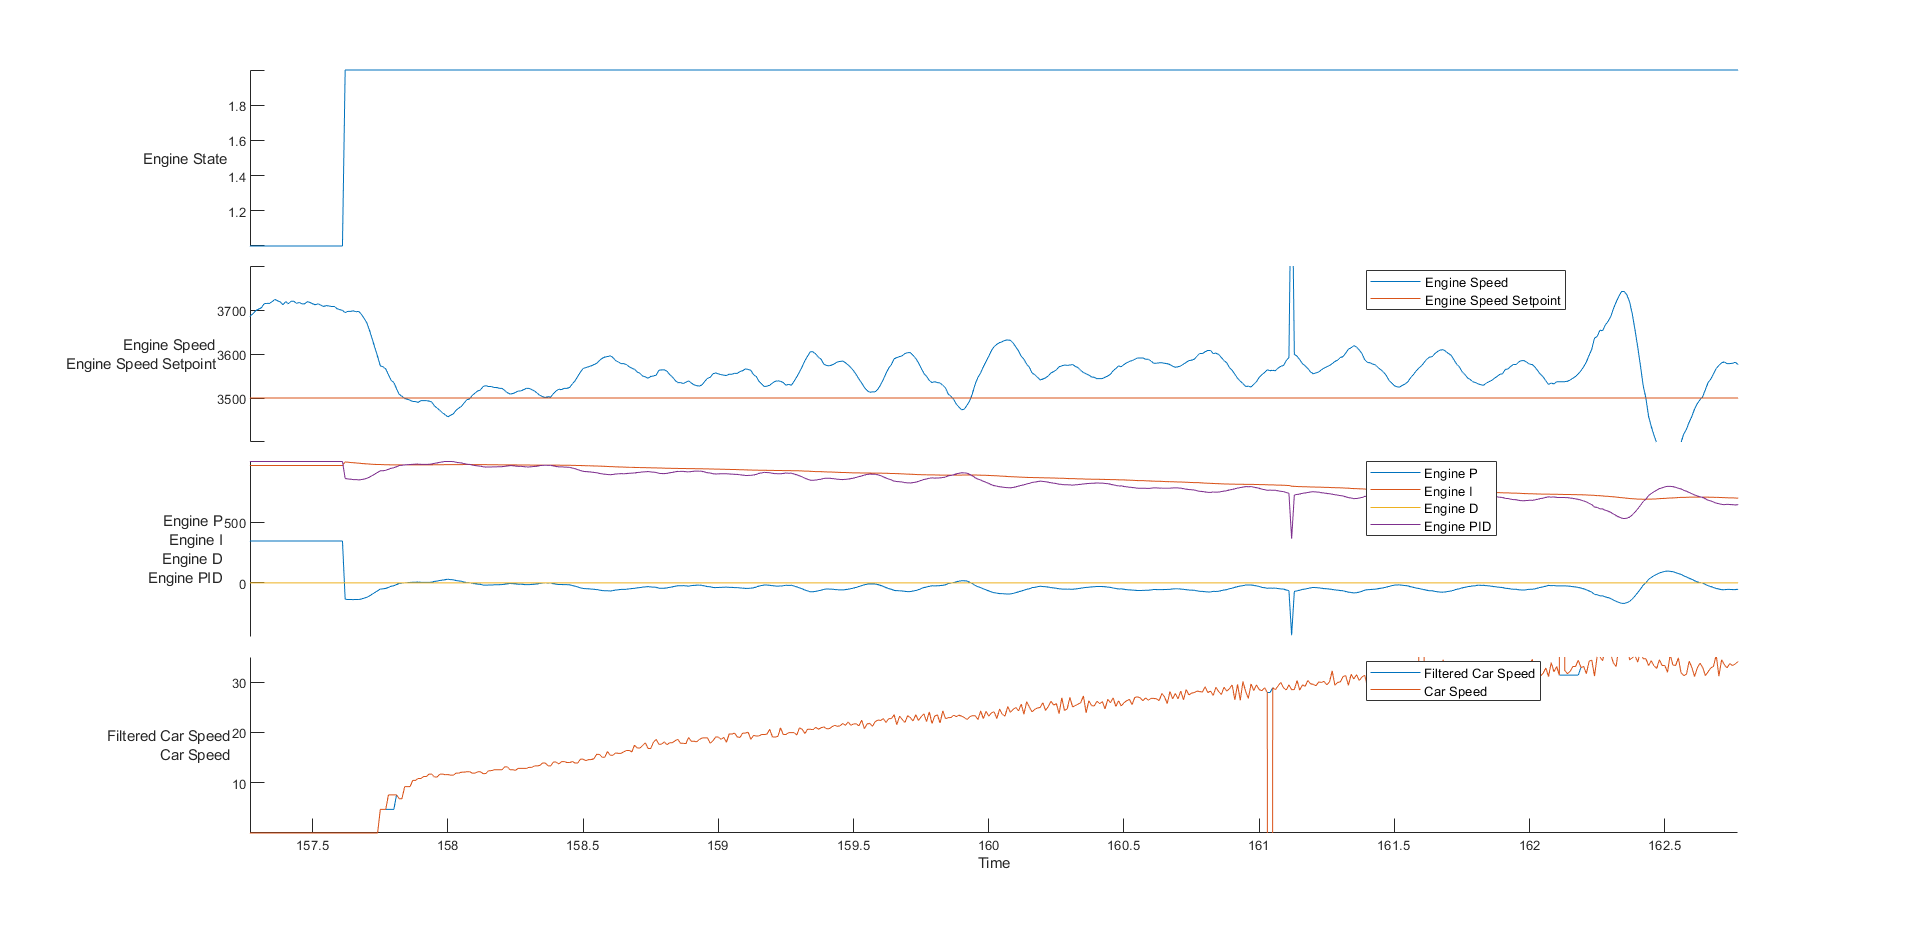 1.8
1.6
1.4
1.2
Engine State
3700
3600
3500
Engine Speed
Engine Speed Setpoint
Engine Speed
Engine Speed Setpoint
500
0
Engine P
Engine I
Engine D
Engine PID
Engine P
Engine I
Engine D
Engine PID
30
20
10
Filtered Car Speed
Car Speed
Filtered Car Speed
Car Speed
157.5 158 158.5 159 159.5 160 160.5 161 161.5 162 162.5
Time